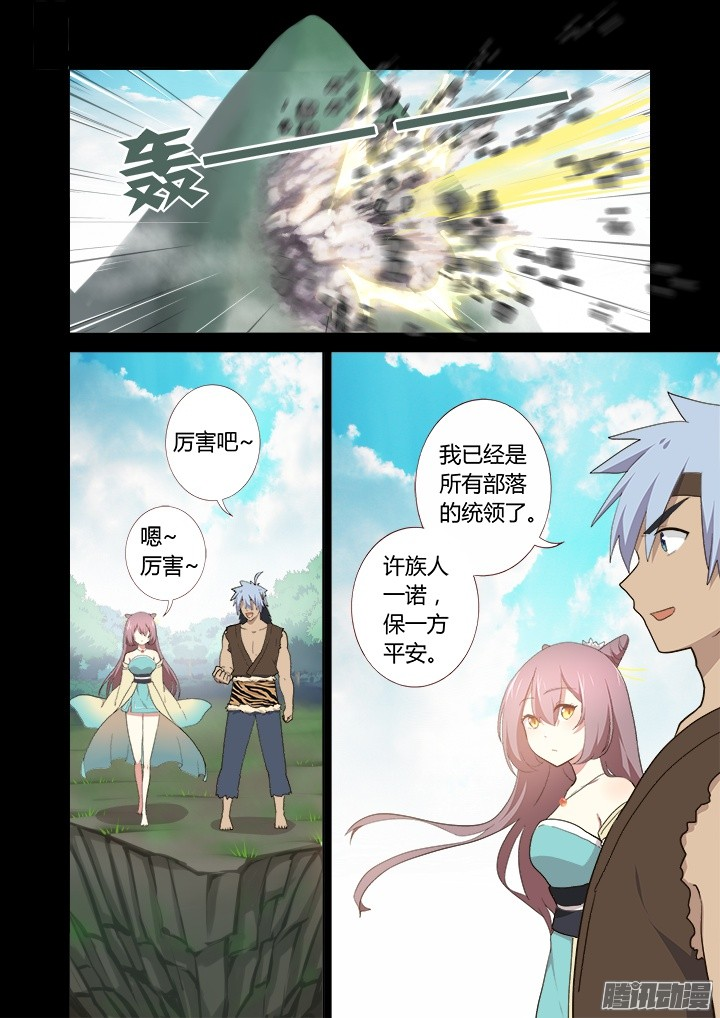 轰——
厉害吧~
嗯~
厉害~
我已经是
所有部落
的统领了。
许族人
一诺，
保一方
平安。
腾讯动漫